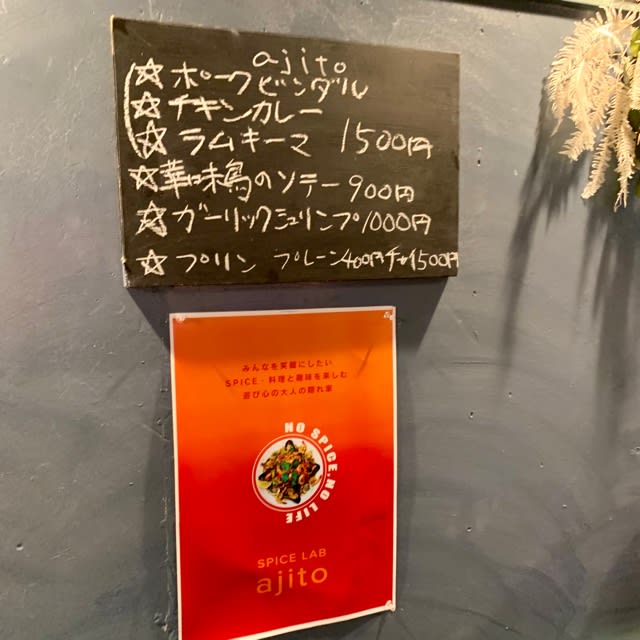 ajito
☆ポークビンダル
☆チキンカレー
☆ラムキーマ 1500円
☆華味鳥のソテー 900円
☆ガーリックシュリンプ 1000円
☆プリン プレーン400円チャイ500円
みんなを笑顔にしたい
SPICE・料理と趣味を楽しむ
遊び心の大人の隠れ家
NO SPICE, NO LIFE
SPICE LAB
ajito